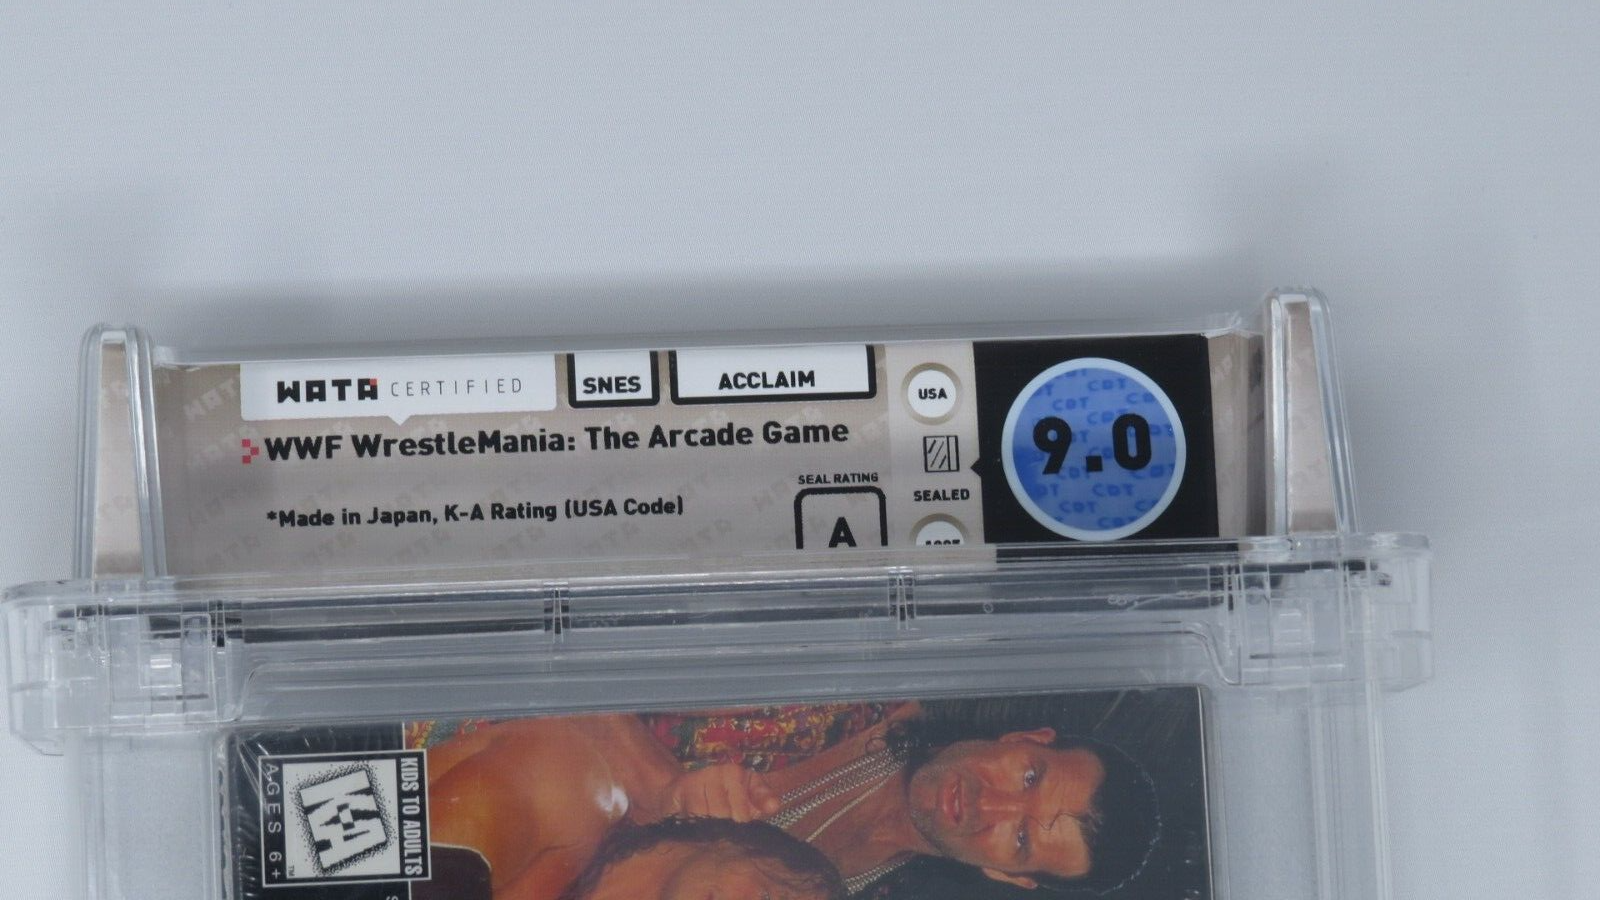 WATA CERTIFIED
SNES
ACCLAIM
USA
9.0
WWF WrestleMania: The Arcade Game
SEAL RATING
A
SEALED
*Made in Japan, K-A Rating (USA Code)
KIDS TO ADULTS
K-A
AGES 6+
TM